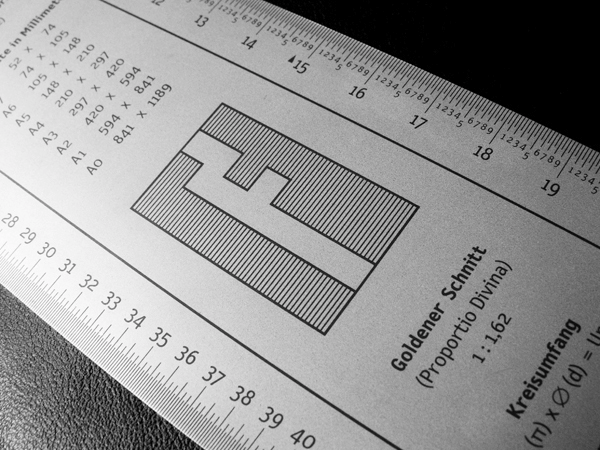 12 13 14 15 16 17 18 19
te in Millimet
52 x 74
74 x 105
A6 105 x 148
A5 148 x 210
A4 210 x 297
A3 297 x 420
A2 420 x 594
A1 594 x 841
A0 841 x 1189
Goldener Schnitt
(Proportio Divina)
1 : 1,62
Kreisumfang
(π) x Ø (d) = U
28 29 30 31 32 33 34 35 36 37 38 39 40